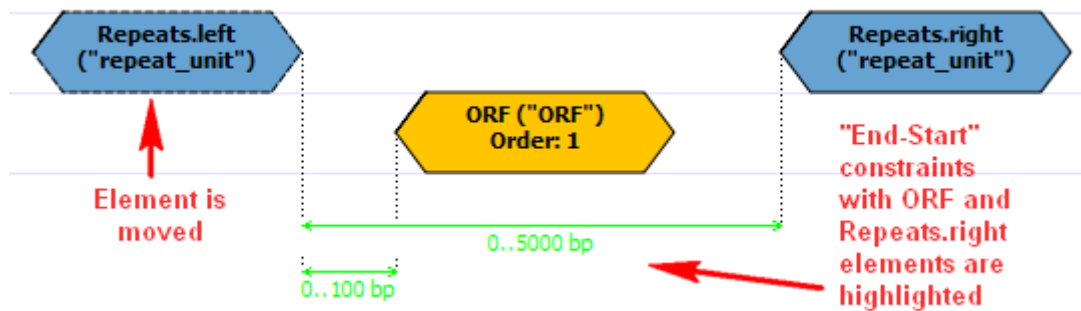 Repeats.left
("repeat_unit")
Repeats.right
("repeat_unit")
ORF ("ORF")
Order: 1
Element is
moved
"End-Start"
constraints
with ORF and
Repeats.right
elements are
highlighted
0..5000 bp
0..100 bp